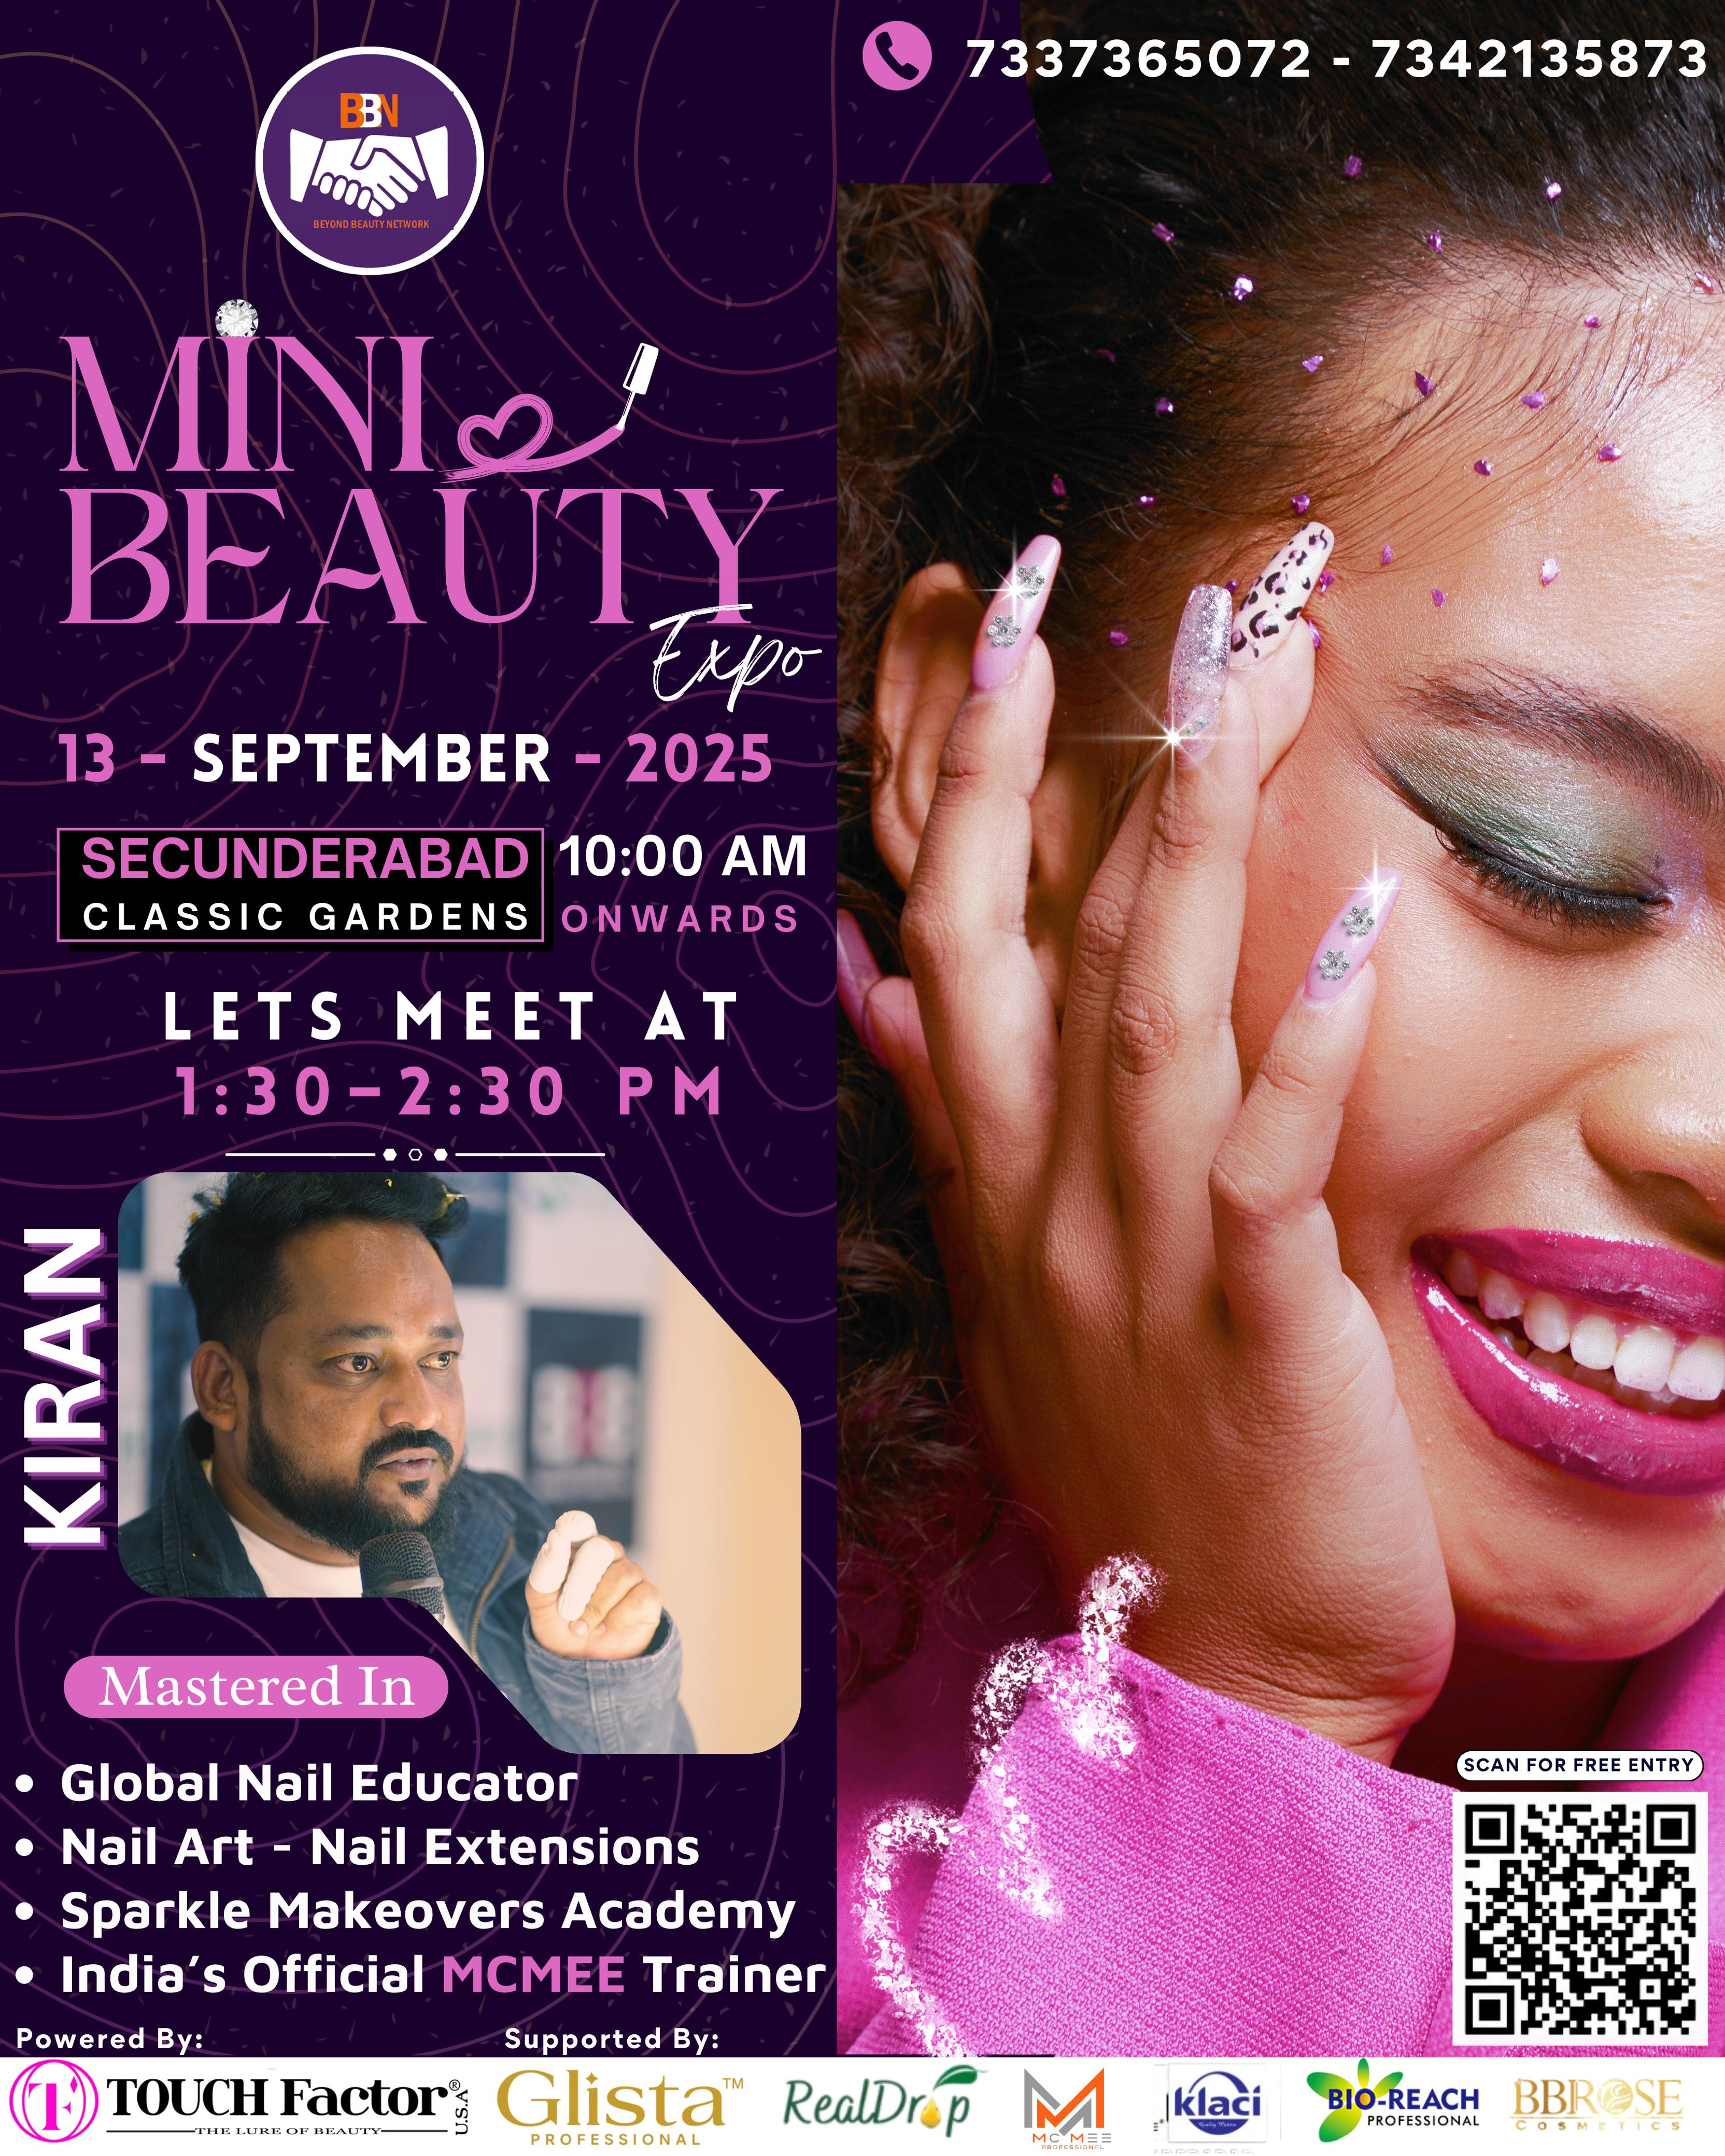 7337365072 - 7342135873
BBN
BEYOND BEAUTY NETWORK
MINI
BEAUTY
Expo
13 - SEPTEMBER - 2025
SECUNDERABAD
CLASSIC GARDENS
10:00 AM
ONWARDS
LETS MEET AT
1:30-2:30 PM
KIRAN
Mastered In
• Global Nail Educator
• Nail Art - Nail Extensions
• Sparkle Makeovers Academy
• India's Official MCMEE Trainer
SCAN FOR FREE ENTRY
Powered By:
Supported By:
TF
TOUCH Factor® U.S.A
THE LURE OF BEAUTY
Glista™
PROFESSIONAL
RealDrop
MCMEE
PROFESSIONAL
klaci
BIO-REACH
PROFESSIONAL
BBROSE
COSMETICS